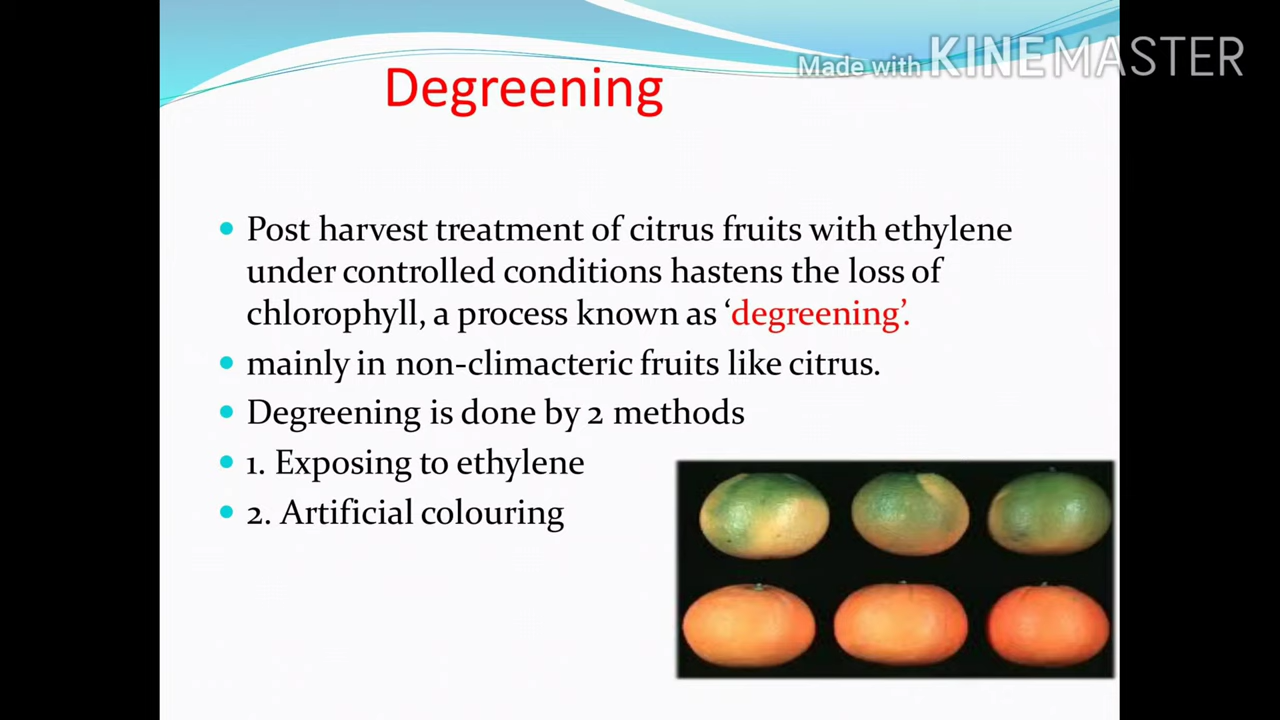 Made with KINEMASTER
Degreening
• Post harvest treatment of citrus fruits with ethylene
under controlled conditions hastens the loss of
chlorophyll, a process known as ‘degreening’.
• mainly in non-climacteric fruits like citrus.
• Degreening is done by 2 methods
• 1. Exposing to ethylene
• 2. Artificial colouring